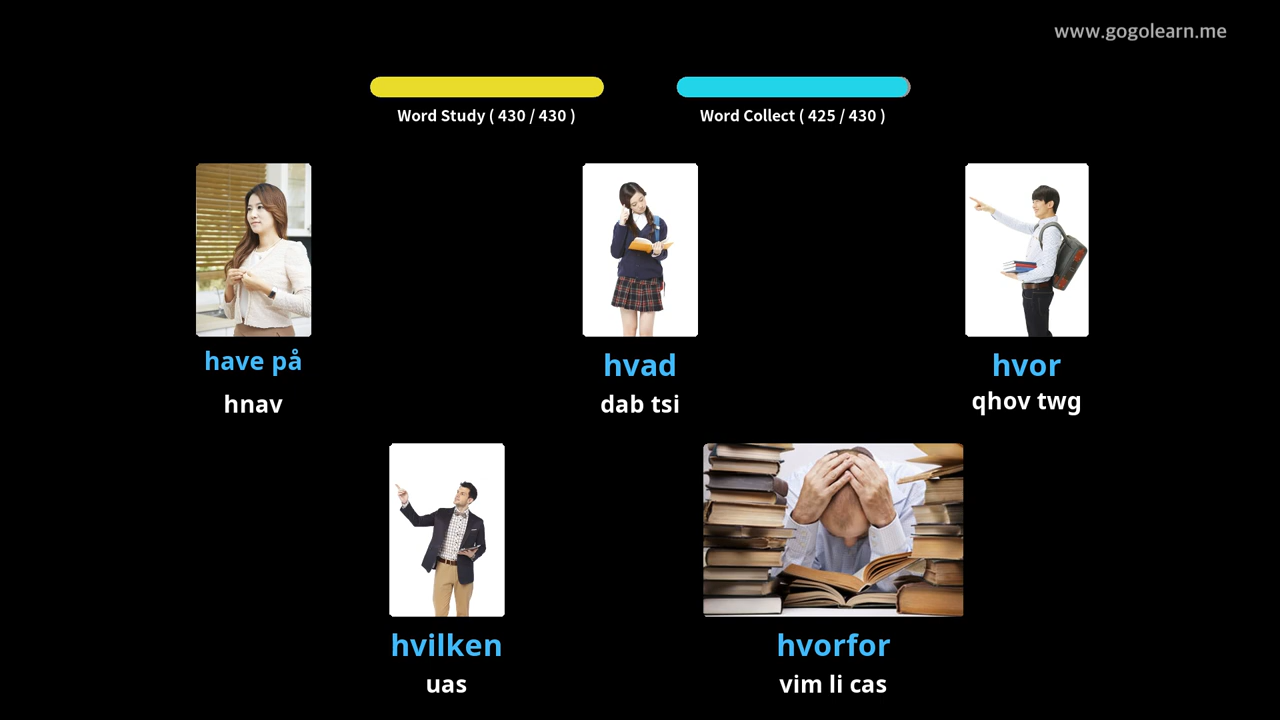 www.gogolearn.me
Word Study ( 430 / 430 )
Word Collect ( 425 / 430 )
have på
hnav
hvad
dab tsi
hvor
qhov twg
hvilken
uas
hvorfor
vim li cas